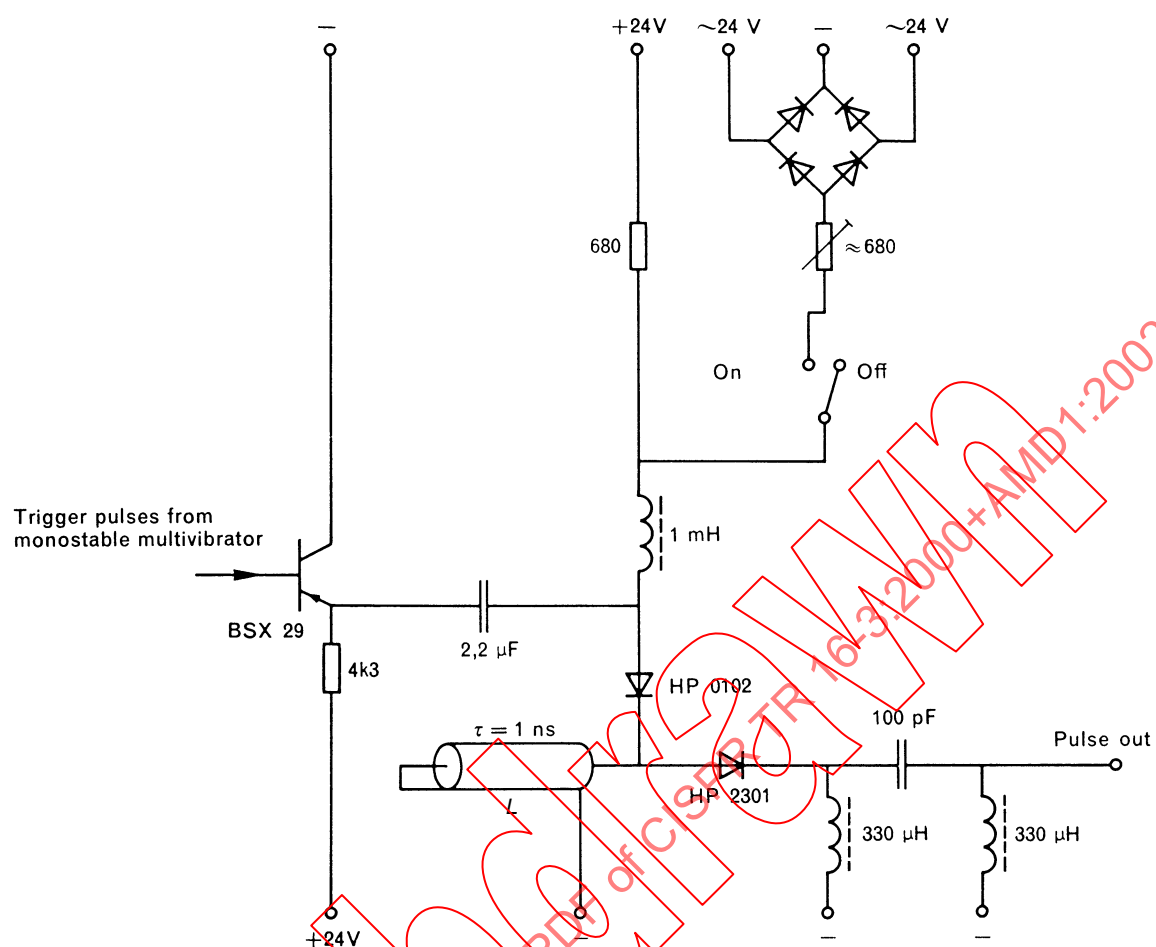 –
+24V
~24 V
–
~24 V
680
≈680
On
Off
1 mH
Trigger pulses from
monostable multivibrator
BSX 29
2,2 µF
4k3
HP 0102
τ = 1 ns
100 pF
Pulse out
HP 2301
L
330 µH
330 µH
+24V
–
–
–
PDF of CISPR TR 16-3:2000+AMD1:2002